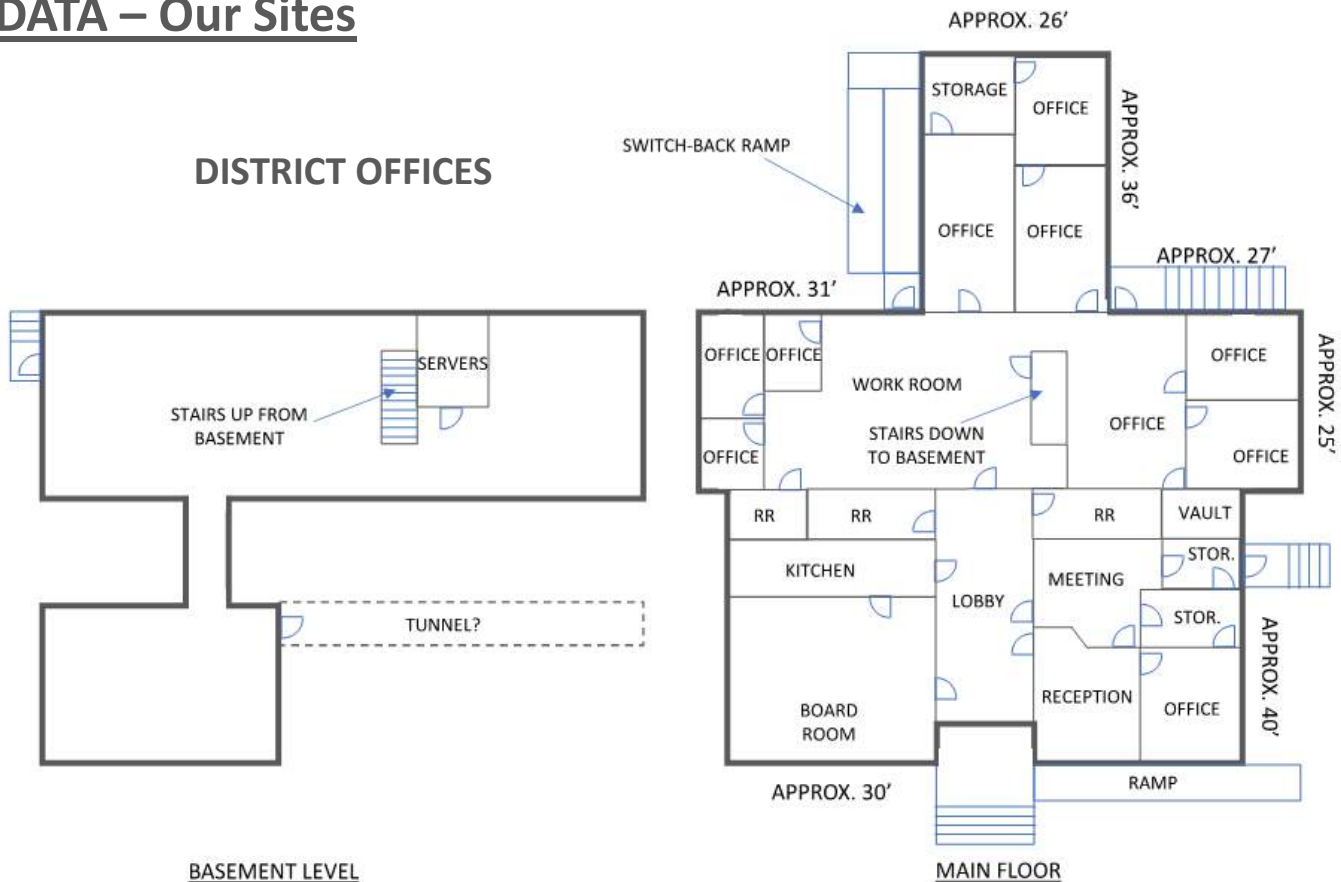 DATA – Our Sites
DISTRICT OFFICES
SERVERS
STAIRS UP FROM
BASEMENT
TUNNEL?
BASEMENT LEVEL
APPROX. 26’
STORAGE
OFFICE
APPROX. 36’
SWITCH-BACK RAMP
OFFICE
OFFICE
APPROX. 27’
APPROX. 31’
OFFICE
OFFICE
WORK ROOM
OFFICE
APPROX. 25’
STAIRS DOWN
TO BASEMENT
OFFICE
OFFICE
OFFICE
RR
RR
RR
VAULT
STOR.
KITCHEN
MEETING
LOBBY
STOR.
APPROX. 40’
RECEPTION
OFFICE
BOARD
ROOM
RAMP
APPROX. 30’
MAIN FLOOR